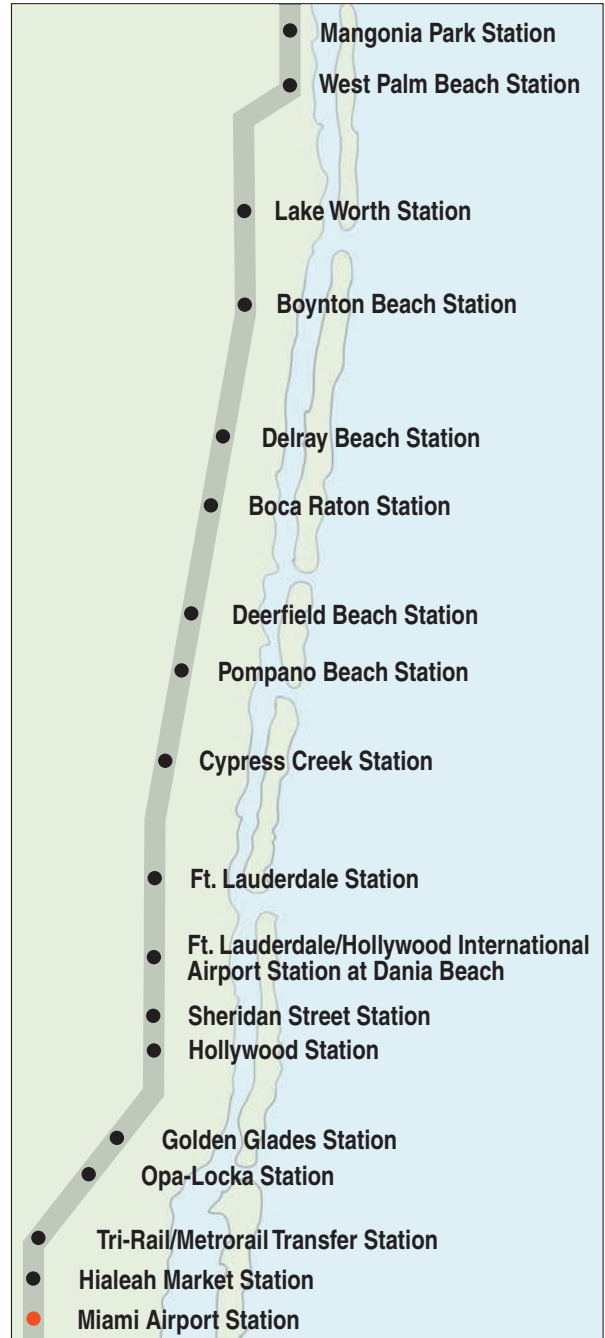 Mangonia Park Station
West Palm Beach Station
Lake Worth Station
Boynton Beach Station
Delray Beach Station
Boca Raton Station
Deerfield Beach Station
Pompano Beach Station
Cypress Creek Station
Ft. Lauderdale Station
Ft. Lauderdale/Hollywood International
Airport Station at Dania Beach
Sheridan Street Station
Hollywood Station
Golden Glades Station
Opa-Locka Station
Tri-Rail/Metrorail Transfer Station
Hialeah Market Station
Miami Airport Station